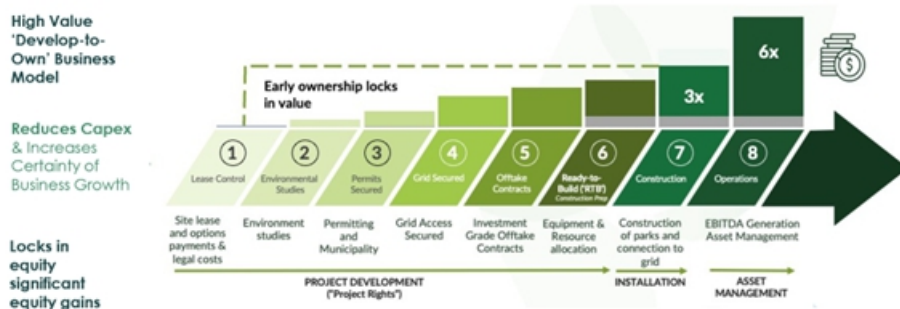 High Value
'Develop-to-
Own' Business
Model
Reduces Capex
& Increases
Certainty of
Business Growth
Locks in
equity
significant
equity gains
Early ownership locks
in value
3x
6x
1
Lease Control
2
Environmental
Studies
3
Permits
Secured
4
Grid Secured
5
Offtake
Contracts
6
Ready-to-
Build ('RTB')
Construction Prep
7
Construction
8
Operations
Site lease
and options
payments &
legal costs
Environment
studies
Permitting
and
Municipality
Grid Access
Secured
Investment
Grade Offtake
Contracts
Equipment &
Resource
allocation
Construction
of parks and
connection to
grid
EBITDA Generation
Asset Management
PROJECT DEVELOPMENT
("Project Rights")
INSTALLATION
ASSET
MANAGEMENT
$